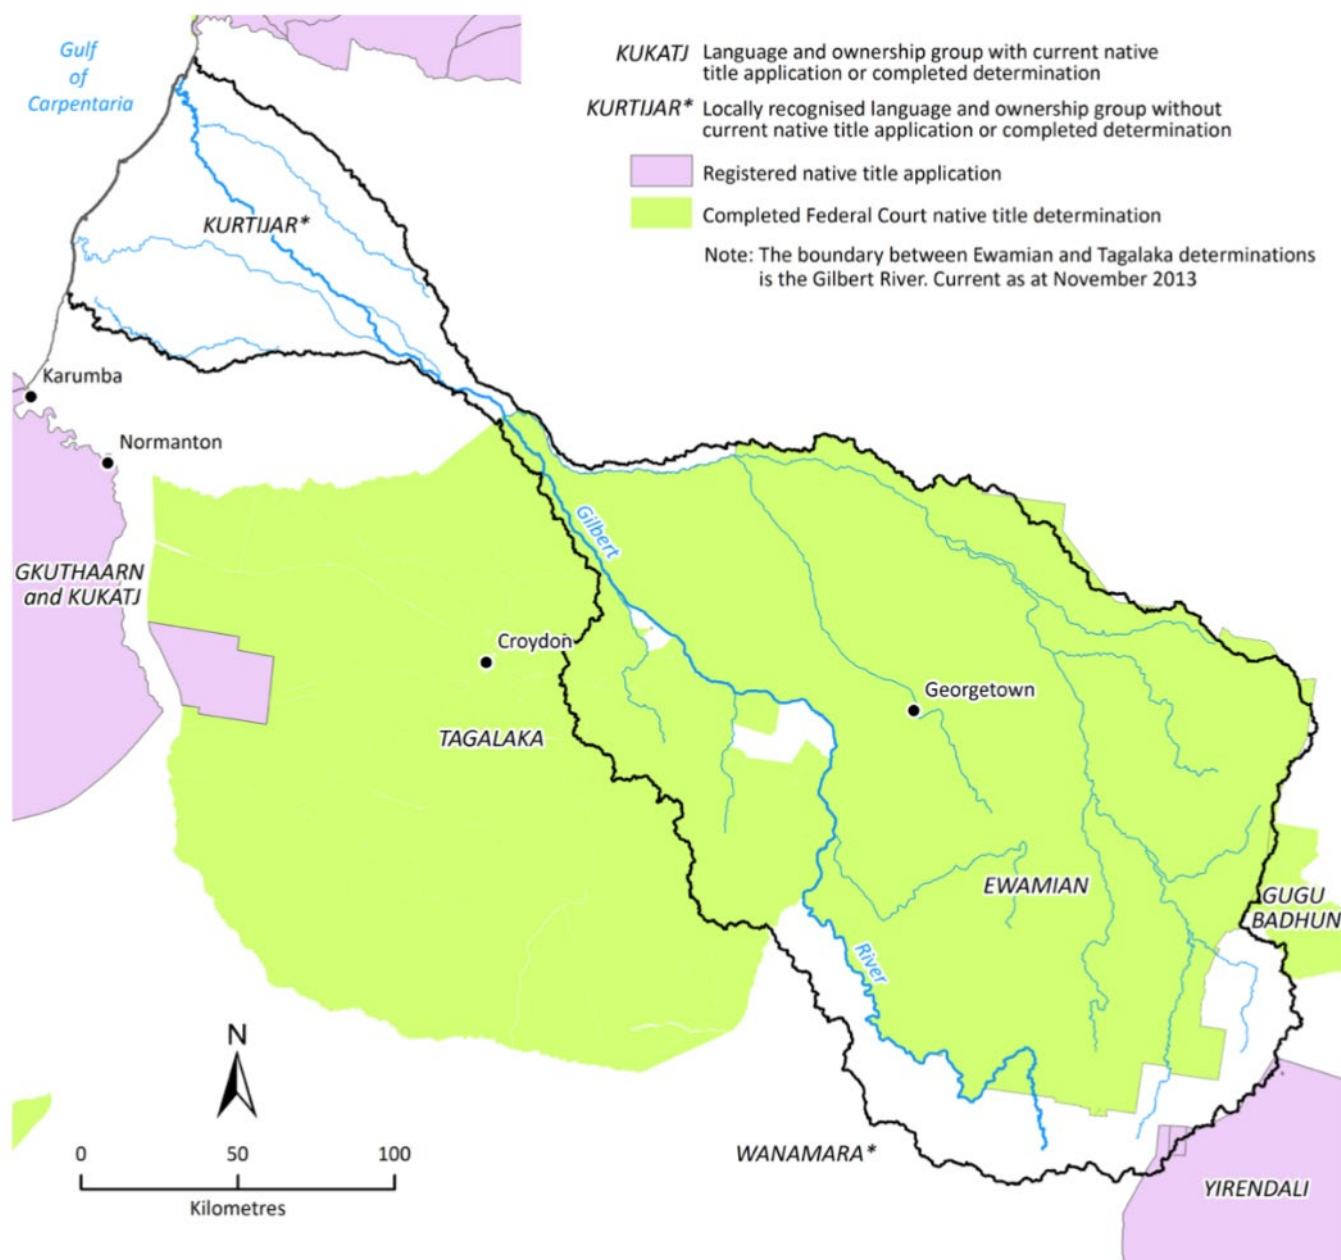 Gulf
of
Carpentaria
KUKATJ Language and ownership group with current native
title application or completed determination
KURTIJAR* Locally recognised language and ownership group without
current native title application or completed determination
Registered native title application
Completed Federal Court native title determination
Note: The boundary between Ewamian and Tagalaka determinations
is the Gilbert River. Current as at November 2013
KURTIJAR*
Karumba
Normanton
Gilbert
GKUTHAARN
and KUKATJ
Croydon
Georgetown
TAGALAKA
EWAMIAN
GUGU
BADHUN
River
N
WANAMARA*
YIRENDALI
0 50 100
Kilometres